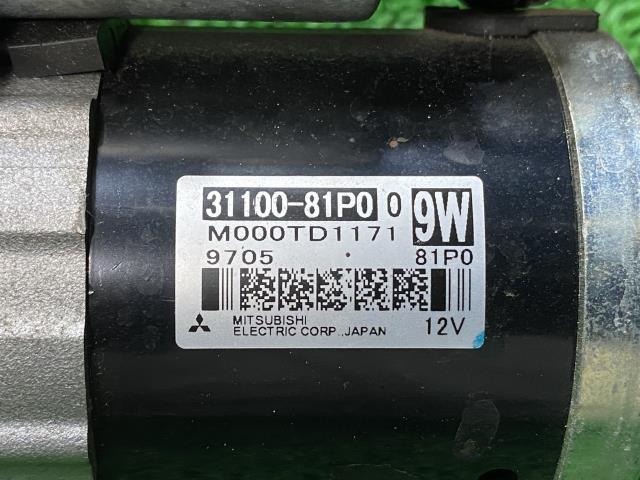 31100-81P0 0 9W
M000TD1171
9705 81P0
MITSUBISHI
ELECTRIC CORP.,JAPAN 12V